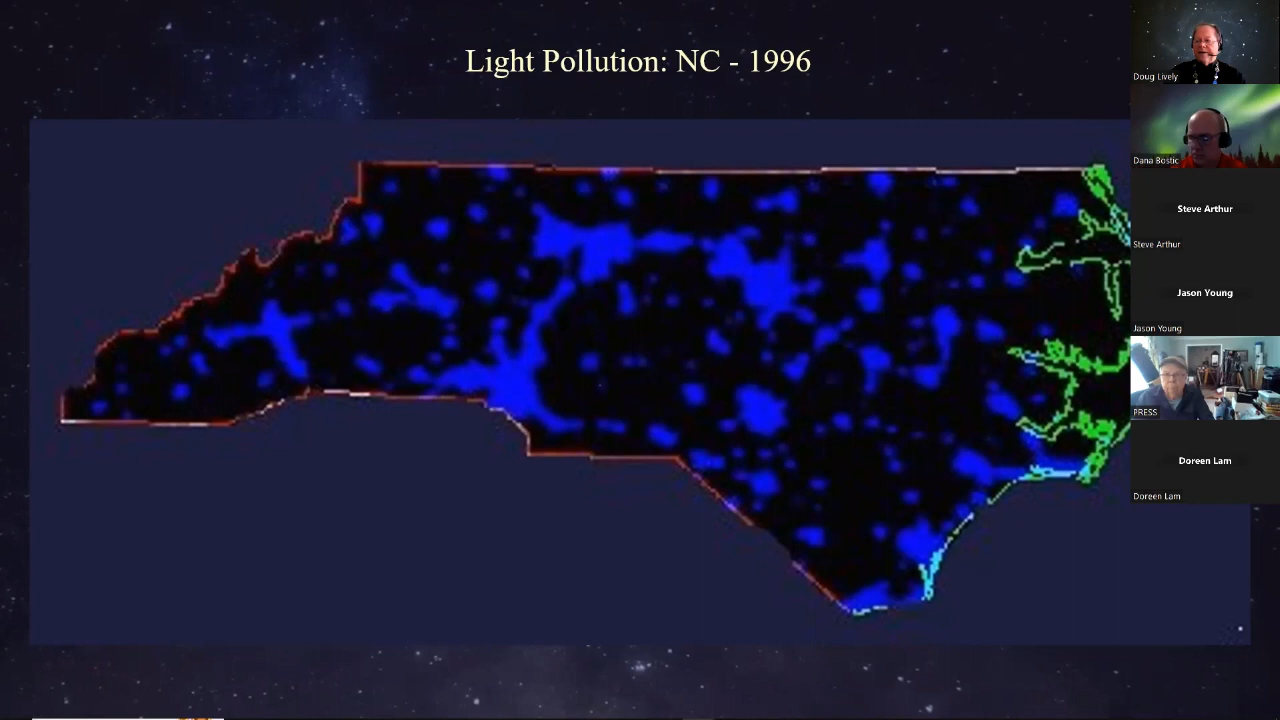 Light Pollution: NC - 1996
Doug Lively
Dana Bostic
Steve Arthur
Steve Arthur
Jason Young
Jason Young
PRESS
Doreen Lam
Doreen Lam